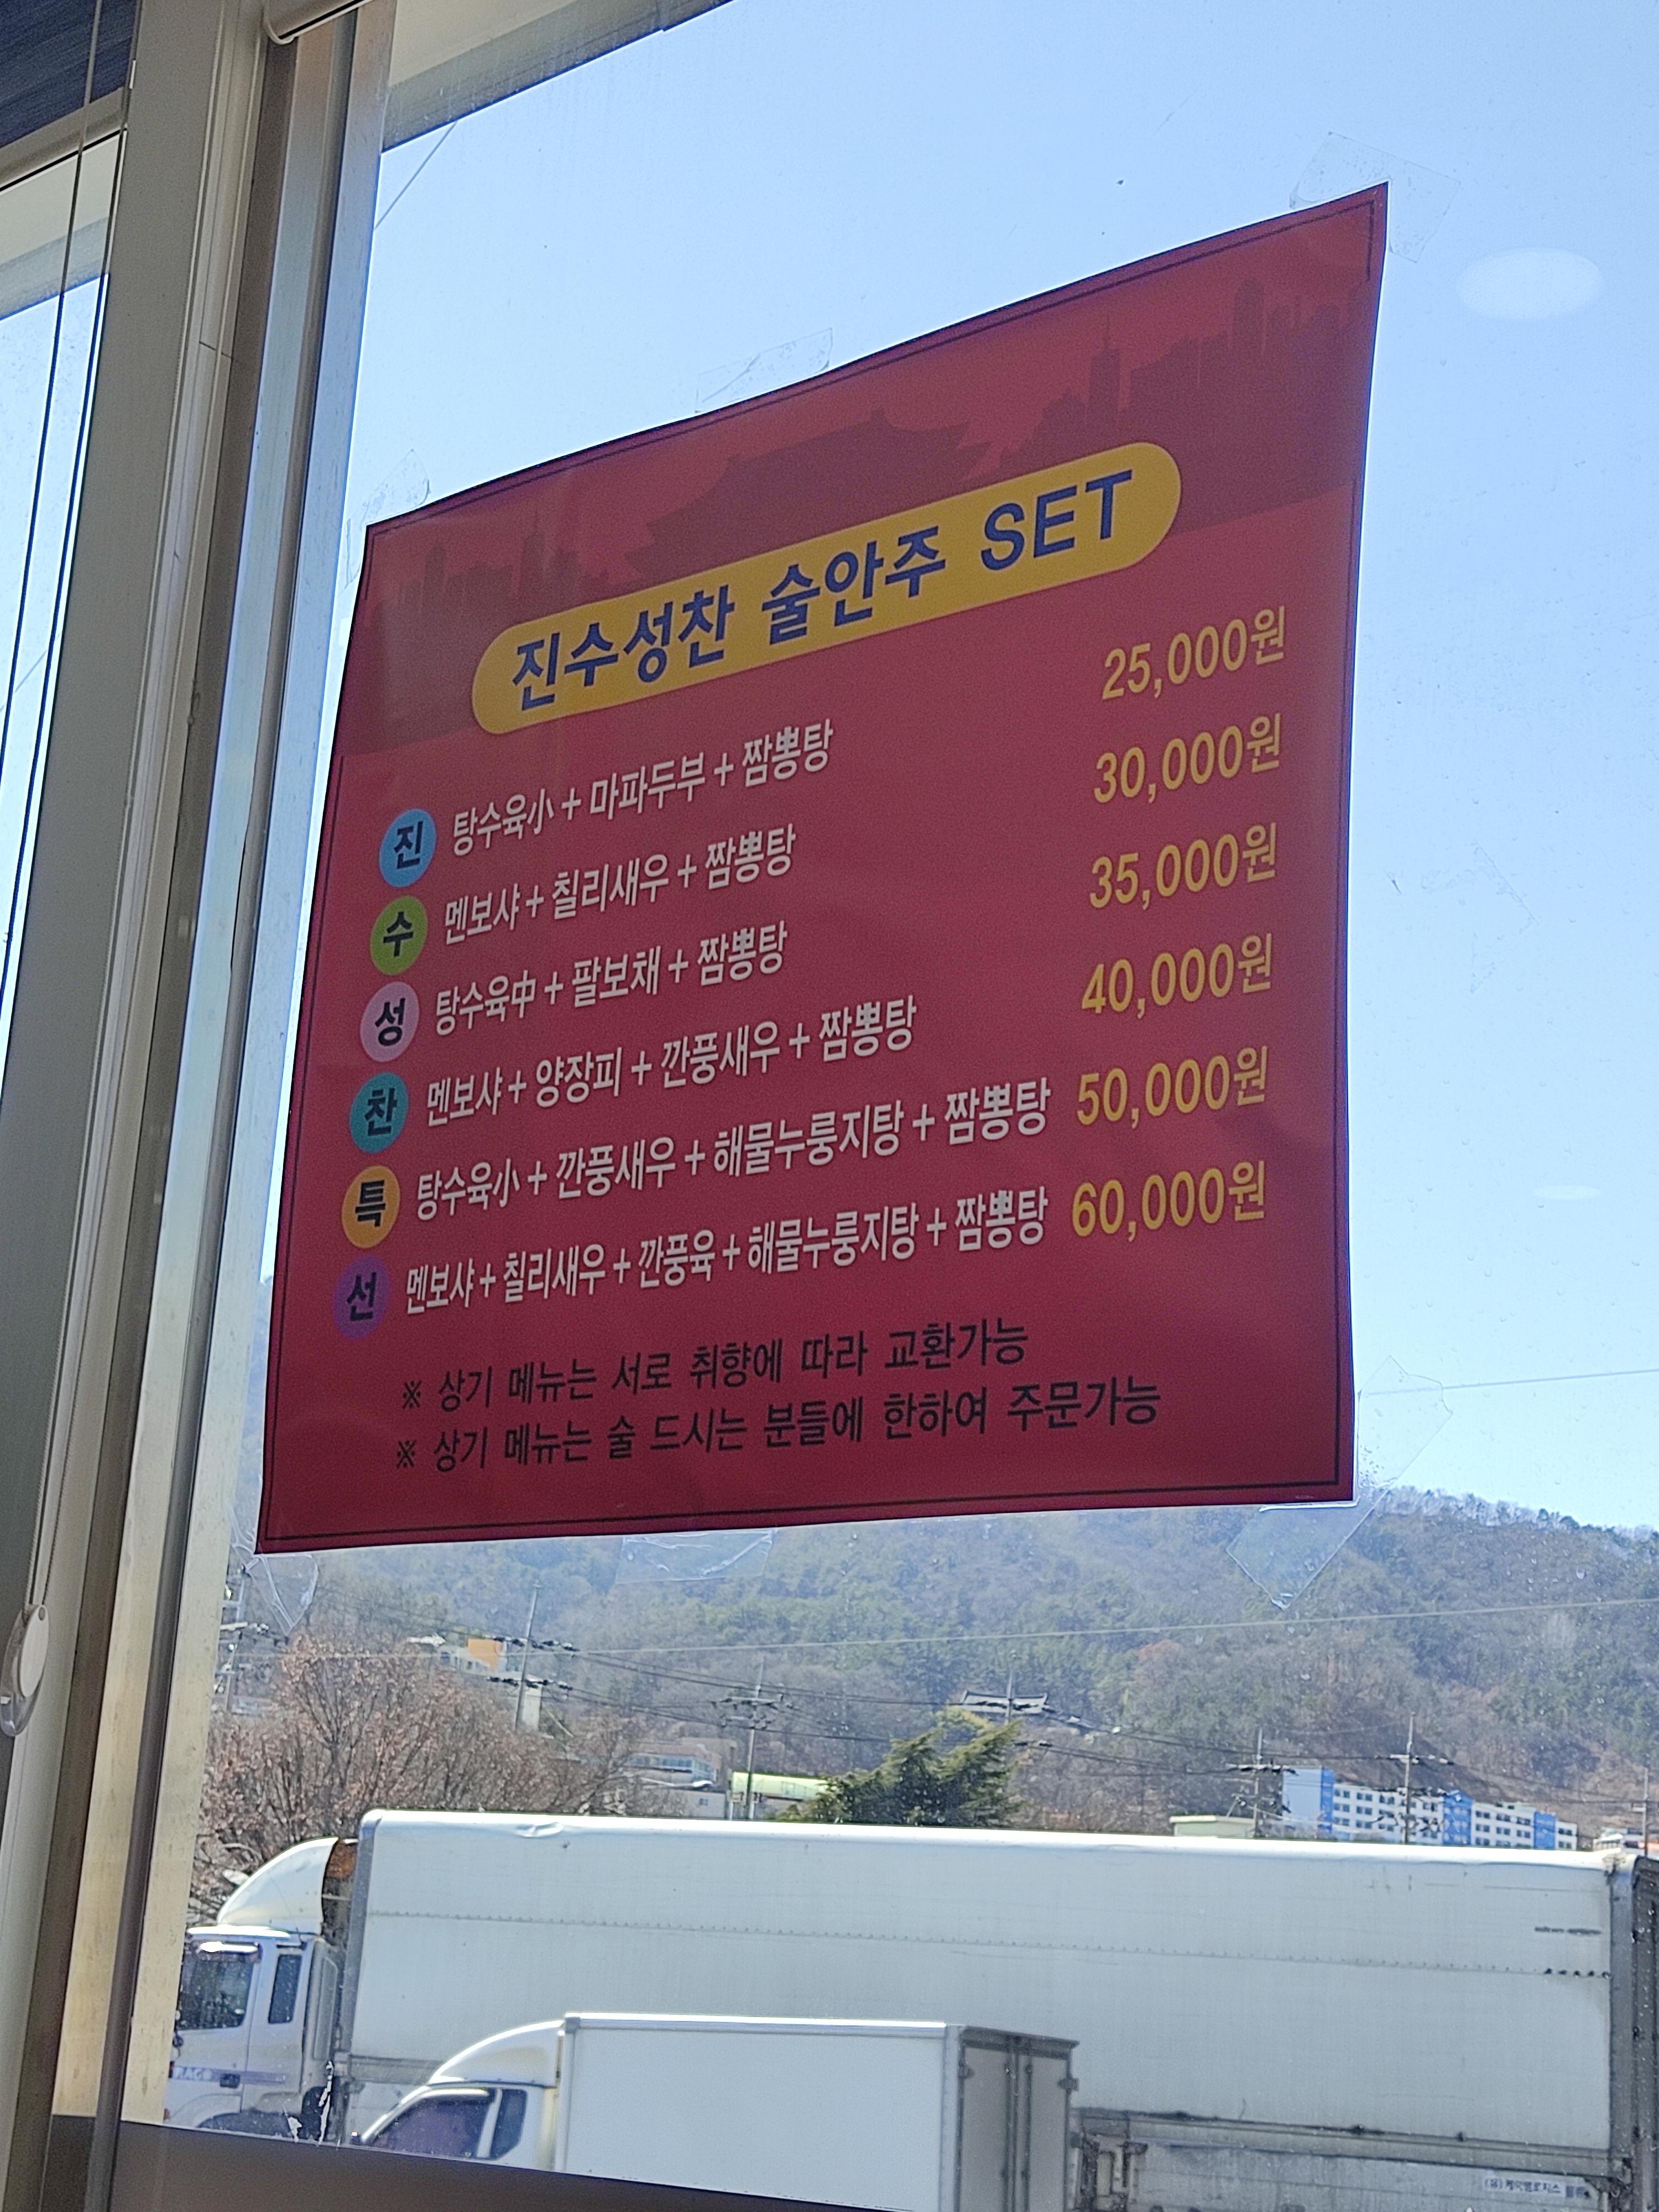 진수성찬 술안주 SET
진 탕수육小 + 마파두부 + 짬뽕탕 25,000원
수 멘보샤 + 칠리새우 + 짬뽕탕 30,000원
성 탕수육中 + 팔보채 + 짬뽕탕 35,000원
찬 멘보샤 + 양장피 + 깐풍새우 + 짬뽕탕 40,000원
특 탕수육小 + 깐풍새우 + 해물누룽지탕 + 짬뽕탕 50,000원
선 멘보샤 + 칠리새우 + 깐풍육 + 해물누룽지탕 + 짬뽕탕 60,000원
※ 상기 메뉴는 서로 취향에 따라 교환가능
※ 상기 메뉴는 술 드시는 분들에 한하여 주문가능